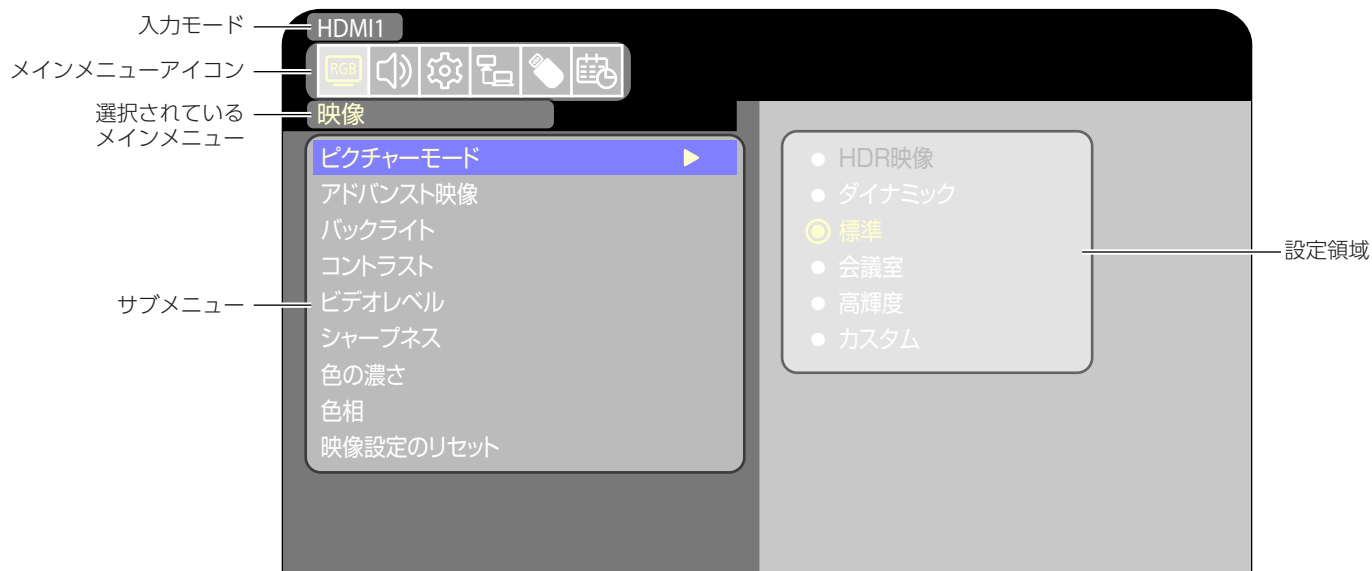 入力モード
HDMI1
メインメニューアイコン
RGB
選択されている
メインメニュー
映像
ピクチャーモード
アドバンスト映像
バックライト
コントラスト
サブメニュー
ビデオレベル
シャープネス
色の濃さ
色相
映像設定のリセット
HDR映像
ダイナミック
標準
会議室
高輝度
カスタム
設定領域